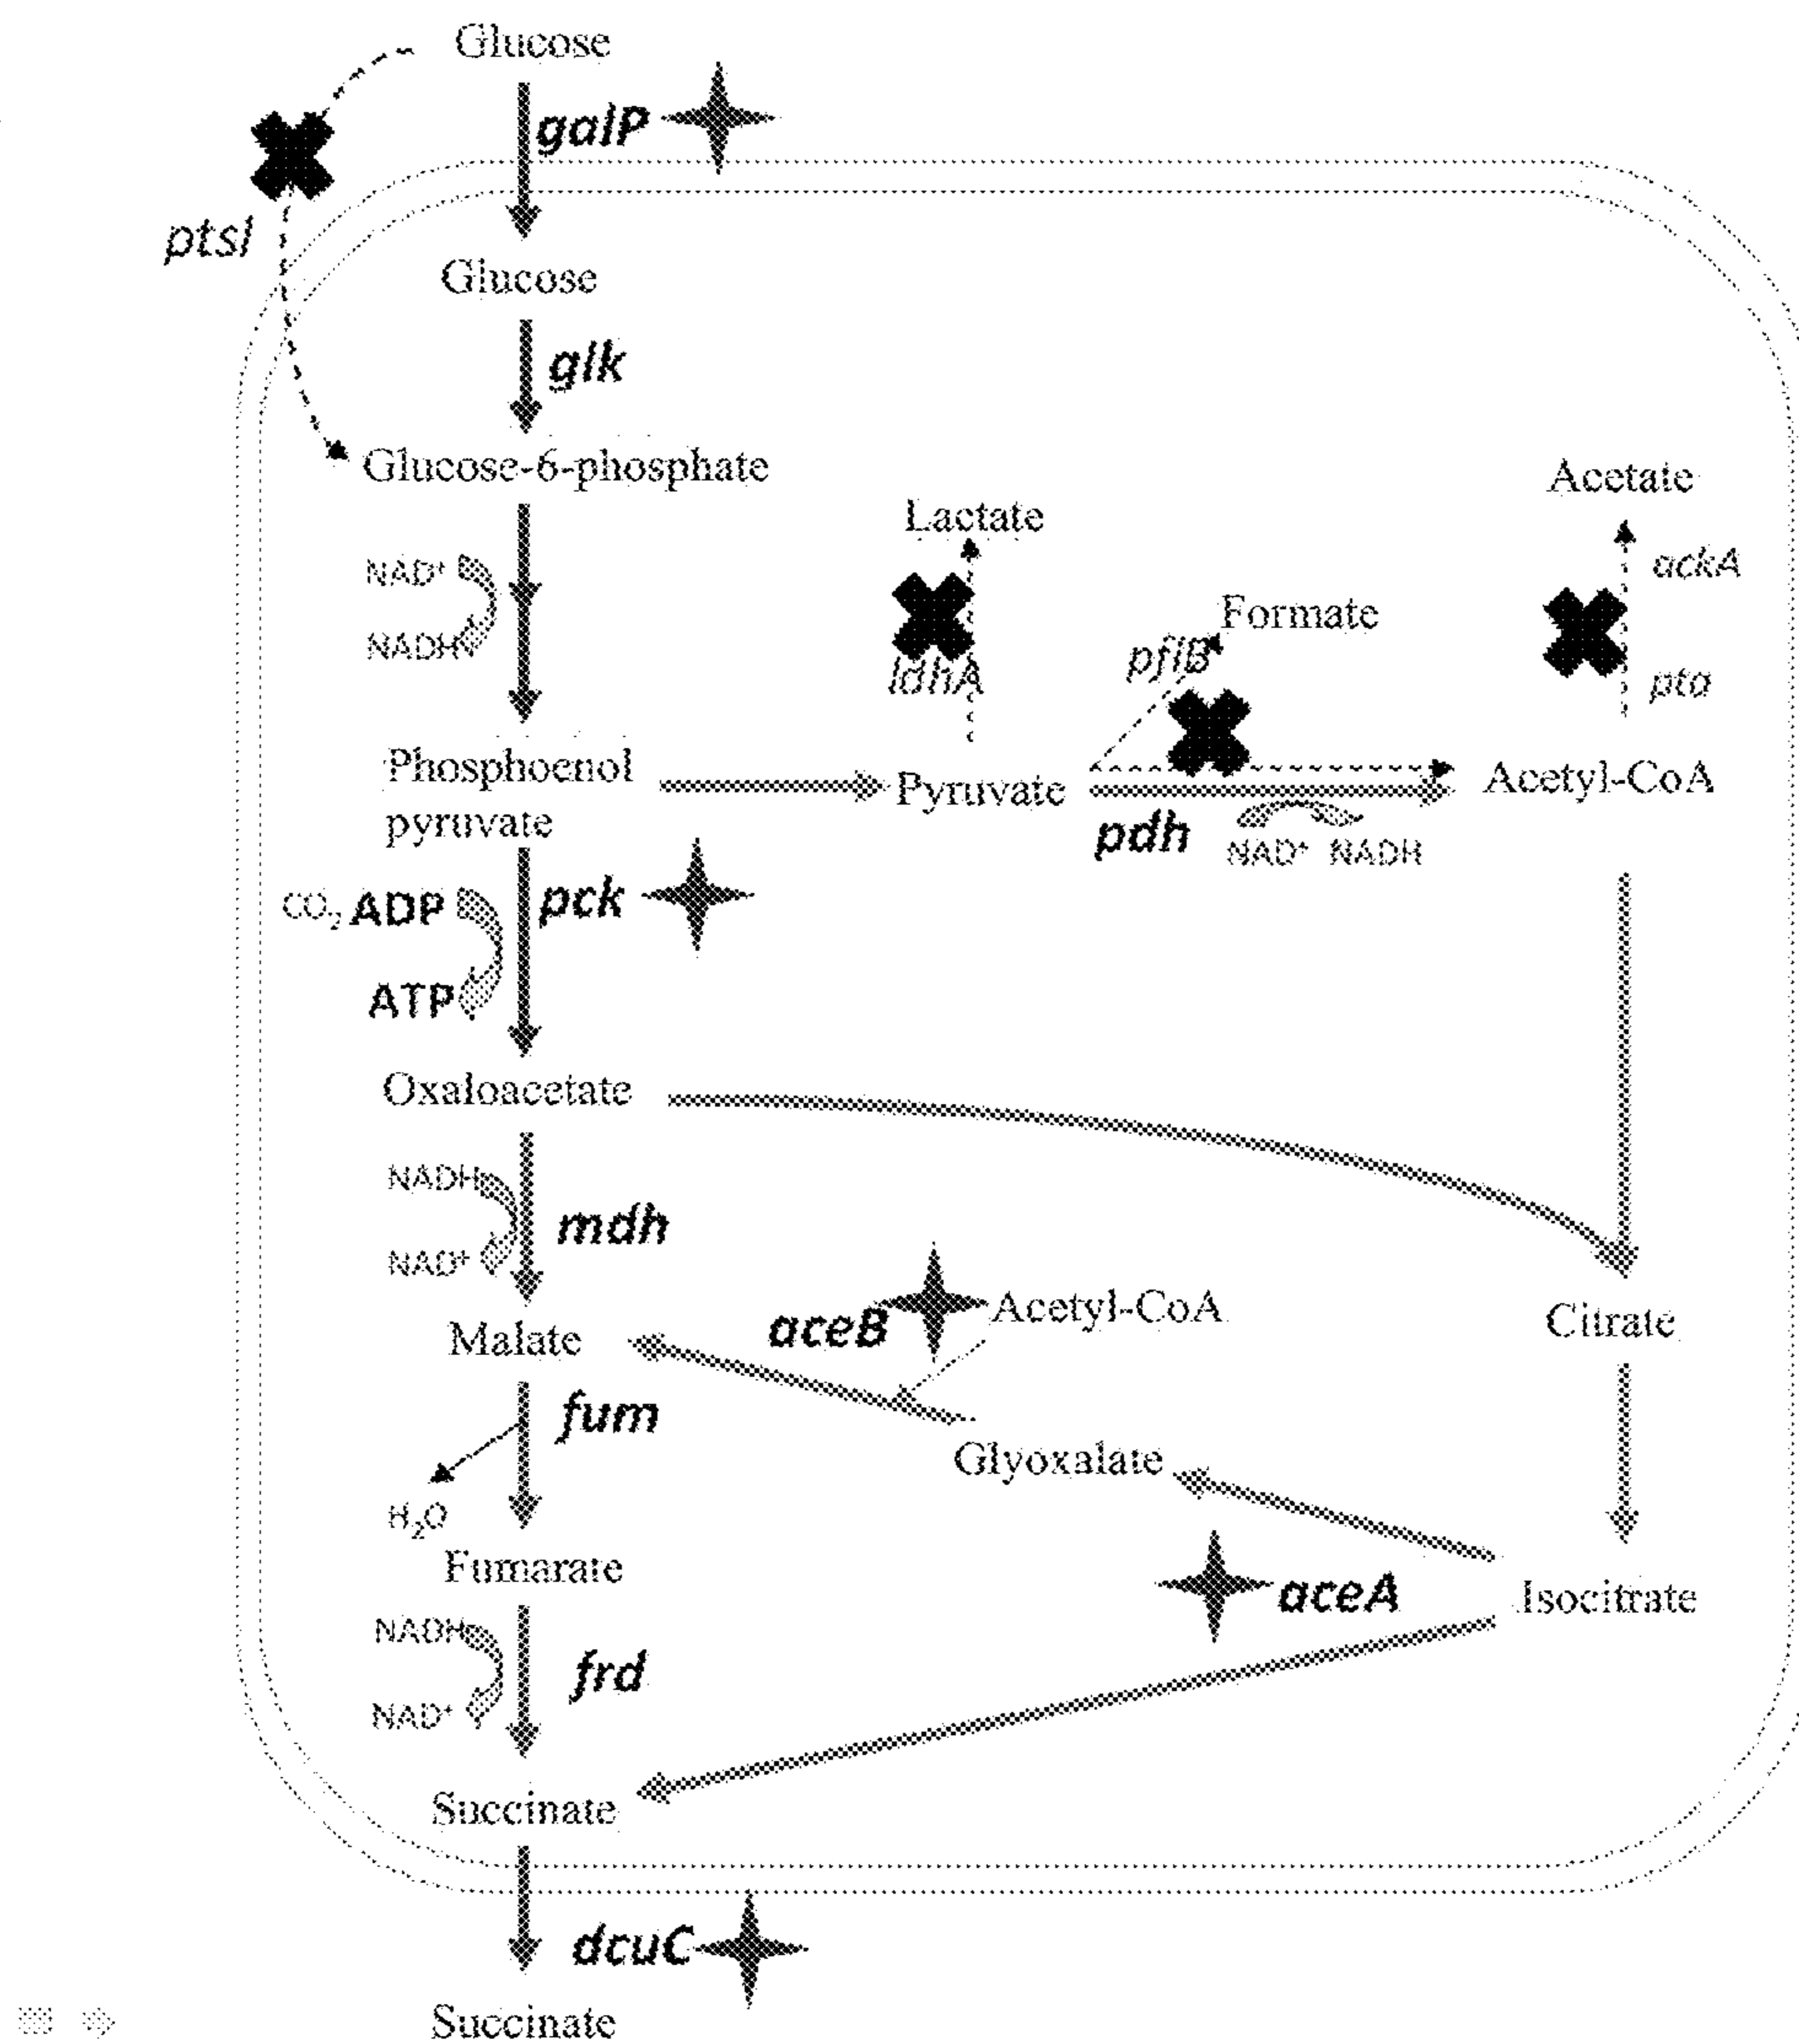 Glucose
galP
ptsI
Glucose
glk
Glucose-6-phosphate
Acetate
Lactate
NAD⁺
ackA
Formate
NADH
pflB
ldhA
pta
Phosphoenol
pyruvate
Pyruvate
Acetyl-CoA
pdh
NAD⁺ NADH
CO₂ ADP
pck
ATP
Oxaloacetate
NADH
mdh
NAD⁺
aceB
Acetyl-CoA
Citrate
Malate
fum
Glyoxalate
H₂O
Fumarate
aceA
Isocitrate
NADH
frd
NAD⁺
Succinate
dcuC
Succinate